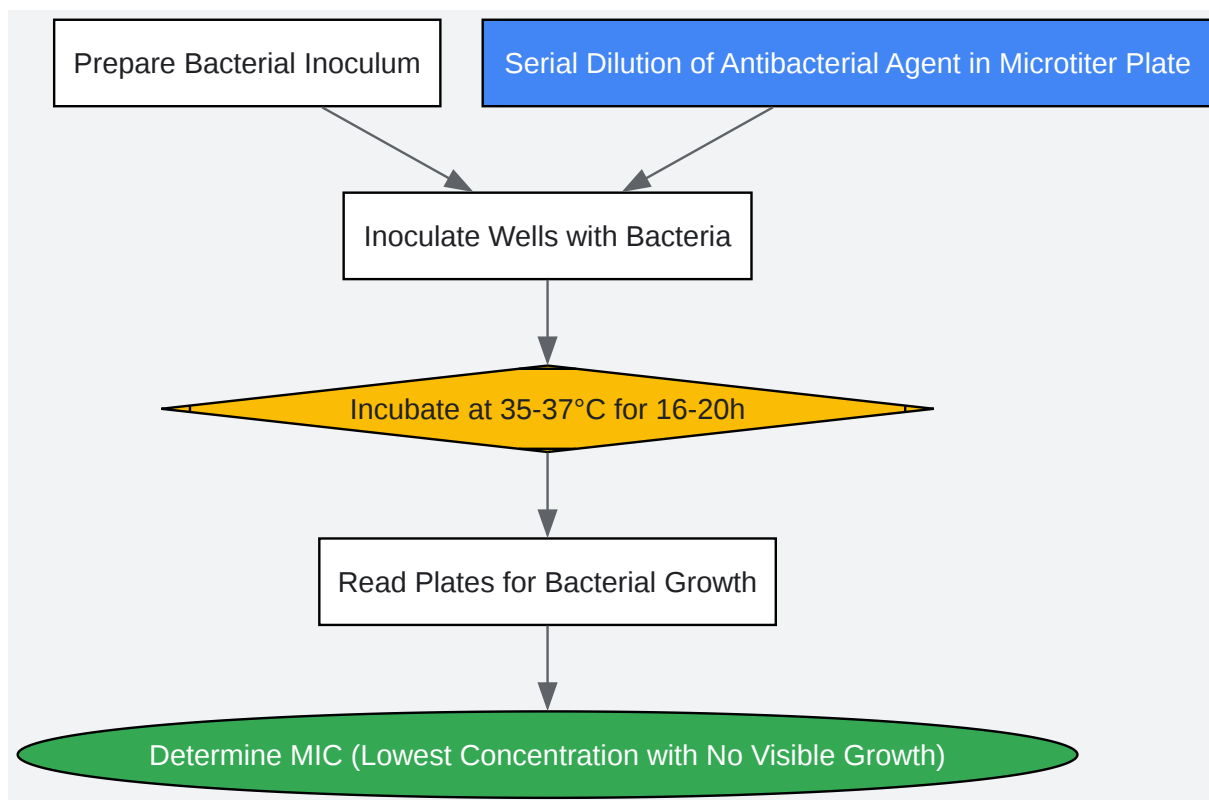 Prepare Bacterial Inoculum
Serial Dilution of Antibacterial Agent in Microtiter Plate
Inoculate Wells with Bacteria
Incubate at 35-37°C for 16-20h
Read Plates for Bacterial Growth
Determine MIC (Lowest Concentration with No Visible Growth)